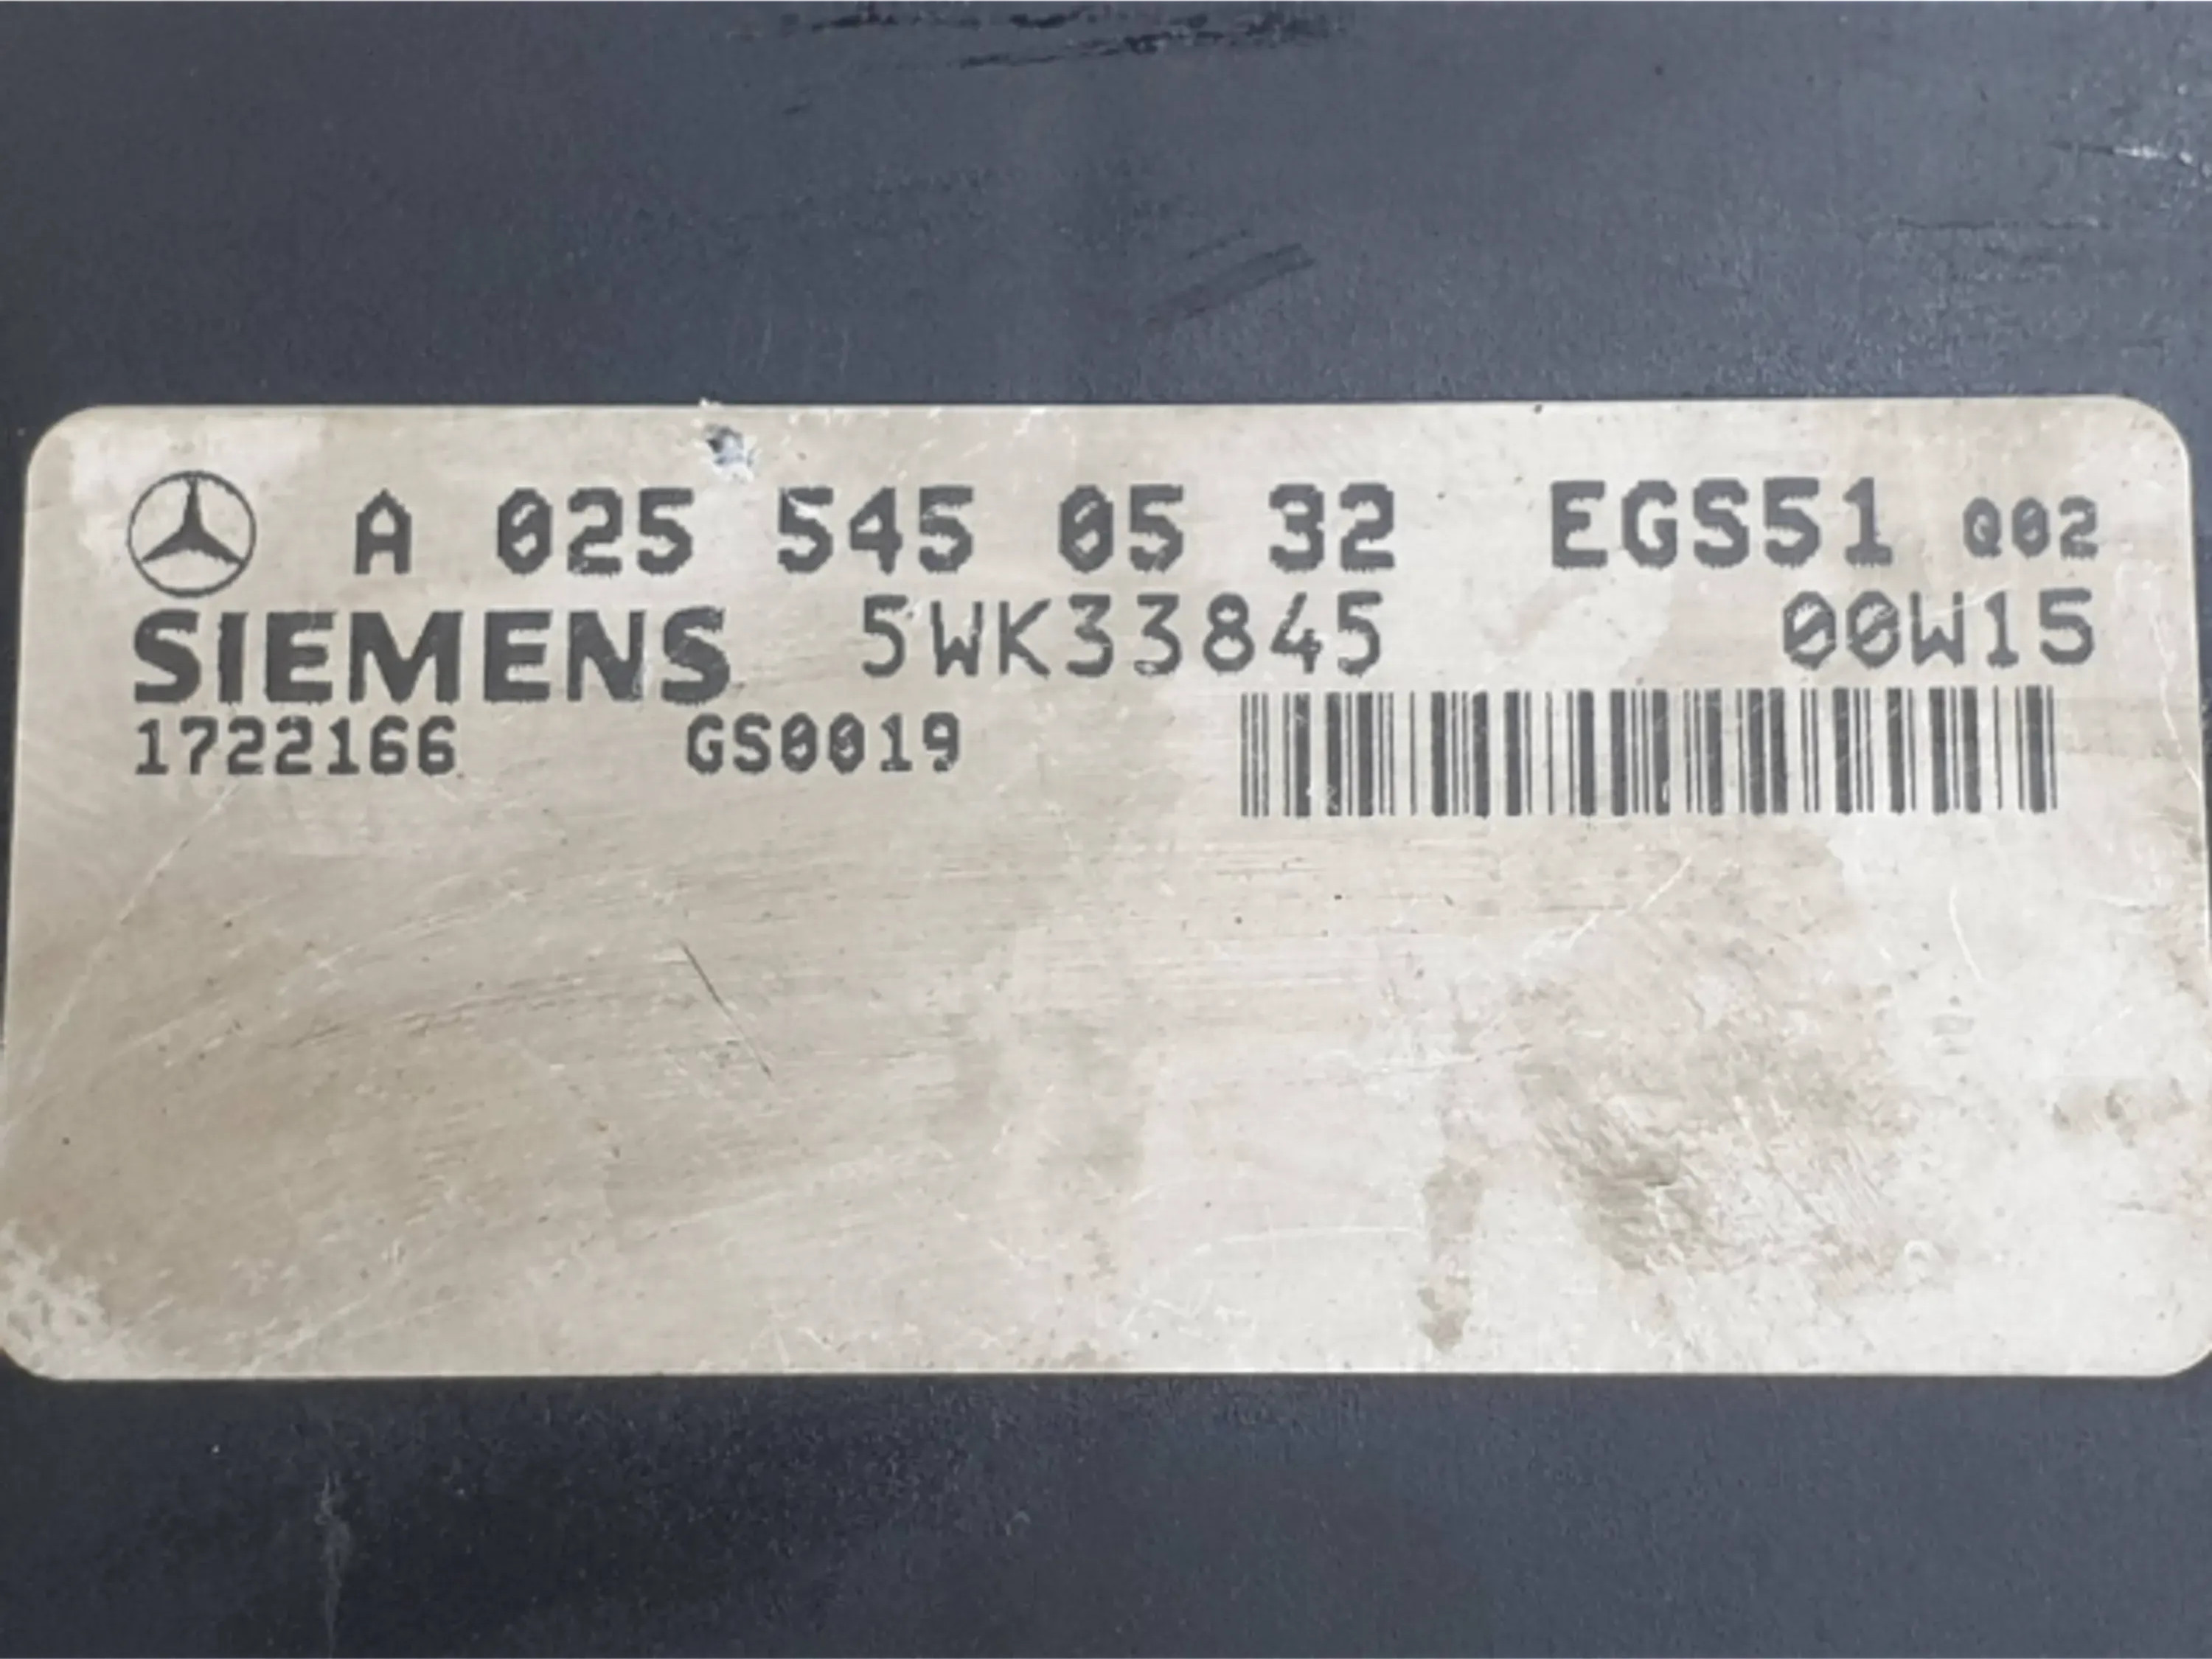 A 025 545 05 32 EGS51 Q02
SIEMENS 5WK33845 00W15
1722166 GS0019